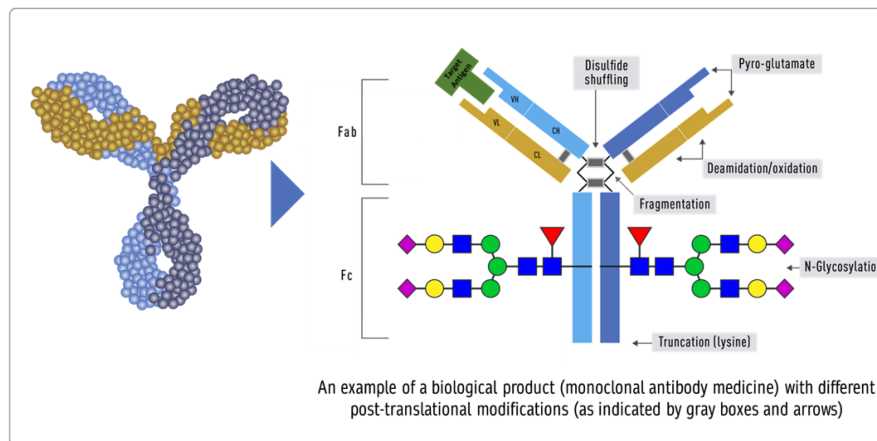 Target
Antigen
VH
VL
CH
CL
Fab
Disulfide
shuffling
Pyro-glutamate
Deamidation/oxidation
Fragmentation
Fc
N-Glycosylatio
Truncation (lysine)
An example of a biological product (monoclonal antibody medicine) with different
post-translational modifications (as indicated by gray boxes and arrows)